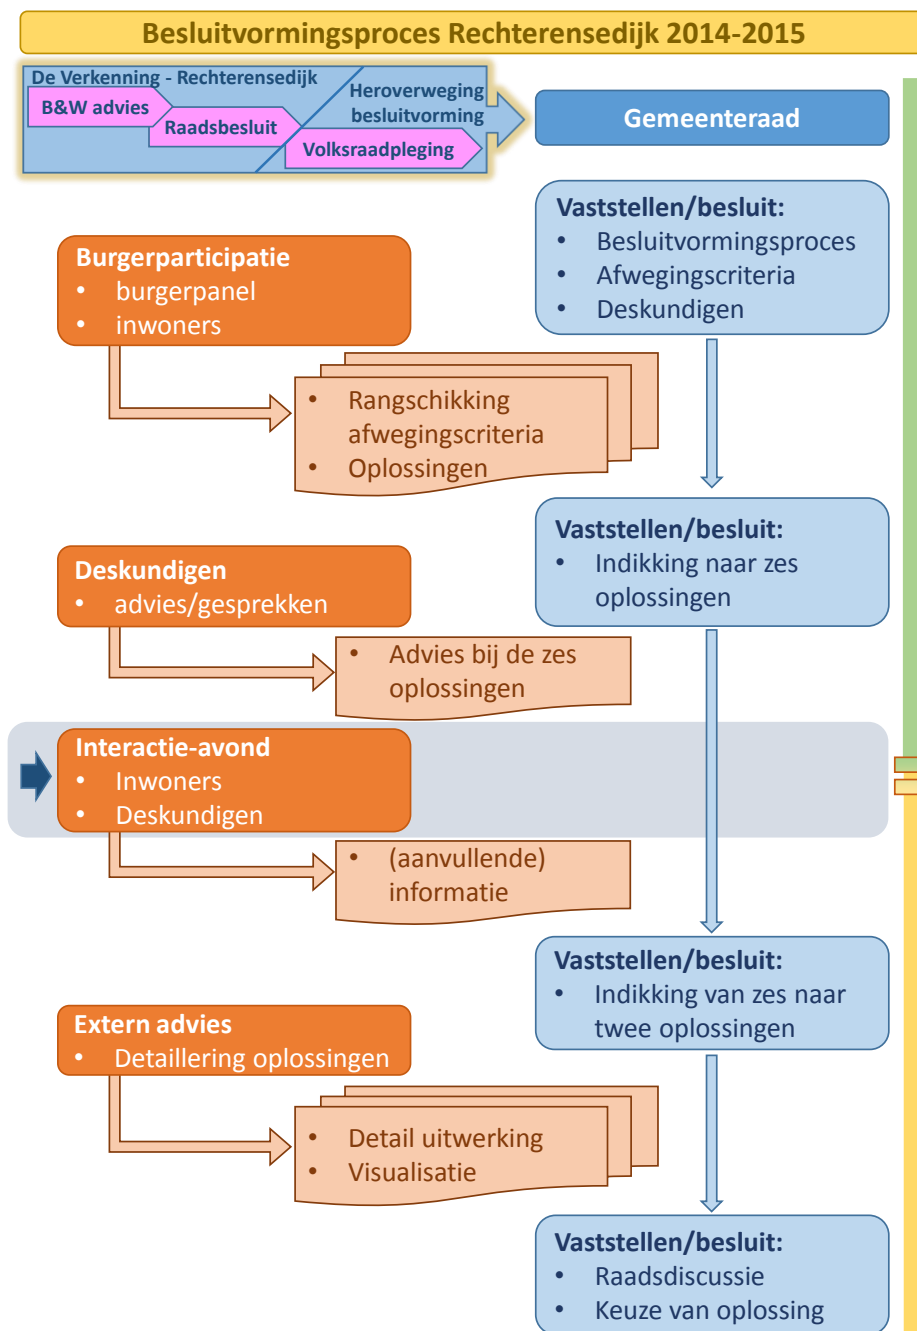 Besluitvormingsproces Rechterensedijk 2014-2015
De Verkenning - Rechterensedijk
B&W advies
Raadsbesluit
Heroverweging
besluitvorming
Volksraadpleging
Gemeenteraad
Vaststellen/besluit:
• Besluitvormingsproces
• Afwegingscriteria
• Deskundigen
Burgerparticipatie
• burgerpanel
• inwoners
• Rangschikking
afwegingscriteria
• Oplossingen
Vaststellen/besluit:
• Indikking naar zes
oplossingen
Deskundigen
• advies/gesprekken
• Advies bij de zes
oplossingen
Interactie-avond
• Inwoners
• Deskundigen
• (aanvullende)
informatie
Vaststellen/besluit:
• Indikking van zes naar
twee oplossingen
Extern advies
• Detaillering oplossingen
• Detail uitwerking
• Visualisatie
Vaststellen/besluit:
• Raadsdiscussie
• Keuze van oplossing